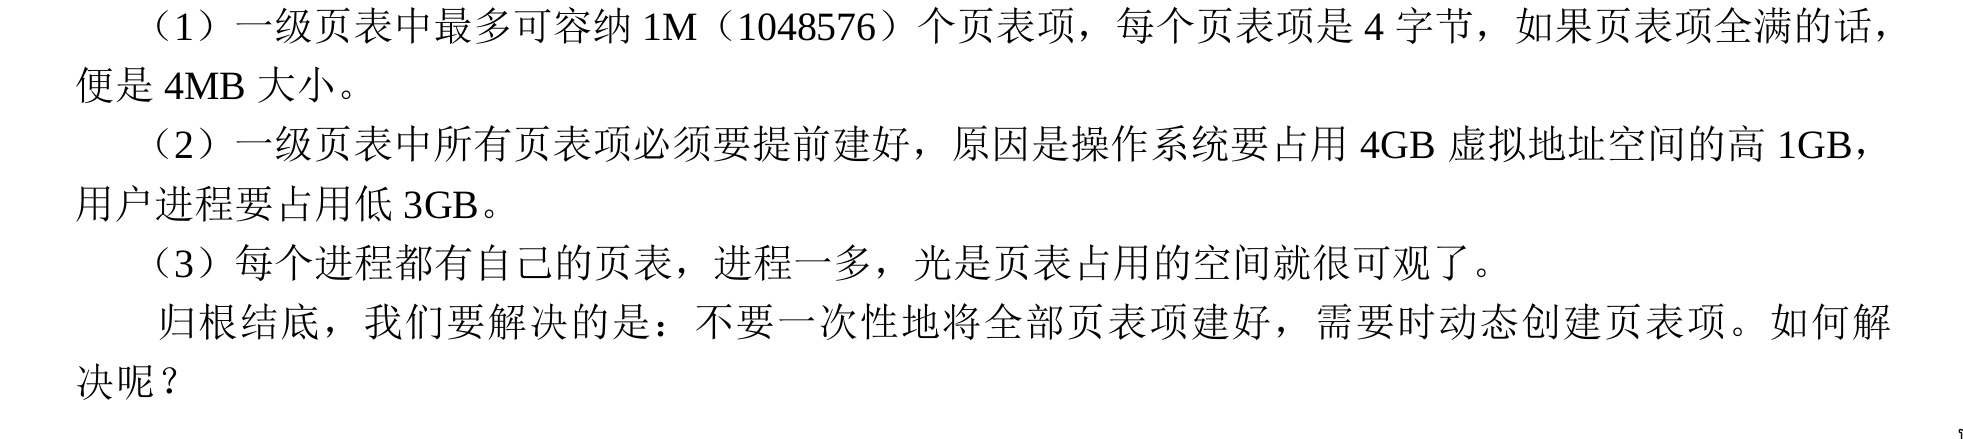 （1）一级页表中最多可容纳 1M（1048576）个页表项，每个页表项是 4 字节，如果页表项全满的话，
便是 4MB 大小。
（2）一级页表中所有页表项必须要提前建好，原因是操作系统要占用 4GB 虚拟地址空间的高 1GB，
用户进程要占用低 3GB。
（3）每个进程都有自己的页表，进程一多，光是页表占用的空间就很可观了。
归根结底，我们要解决的是：不要一次性地将全部页表项建好，需要时动态创建页表项。如何解
决呢？